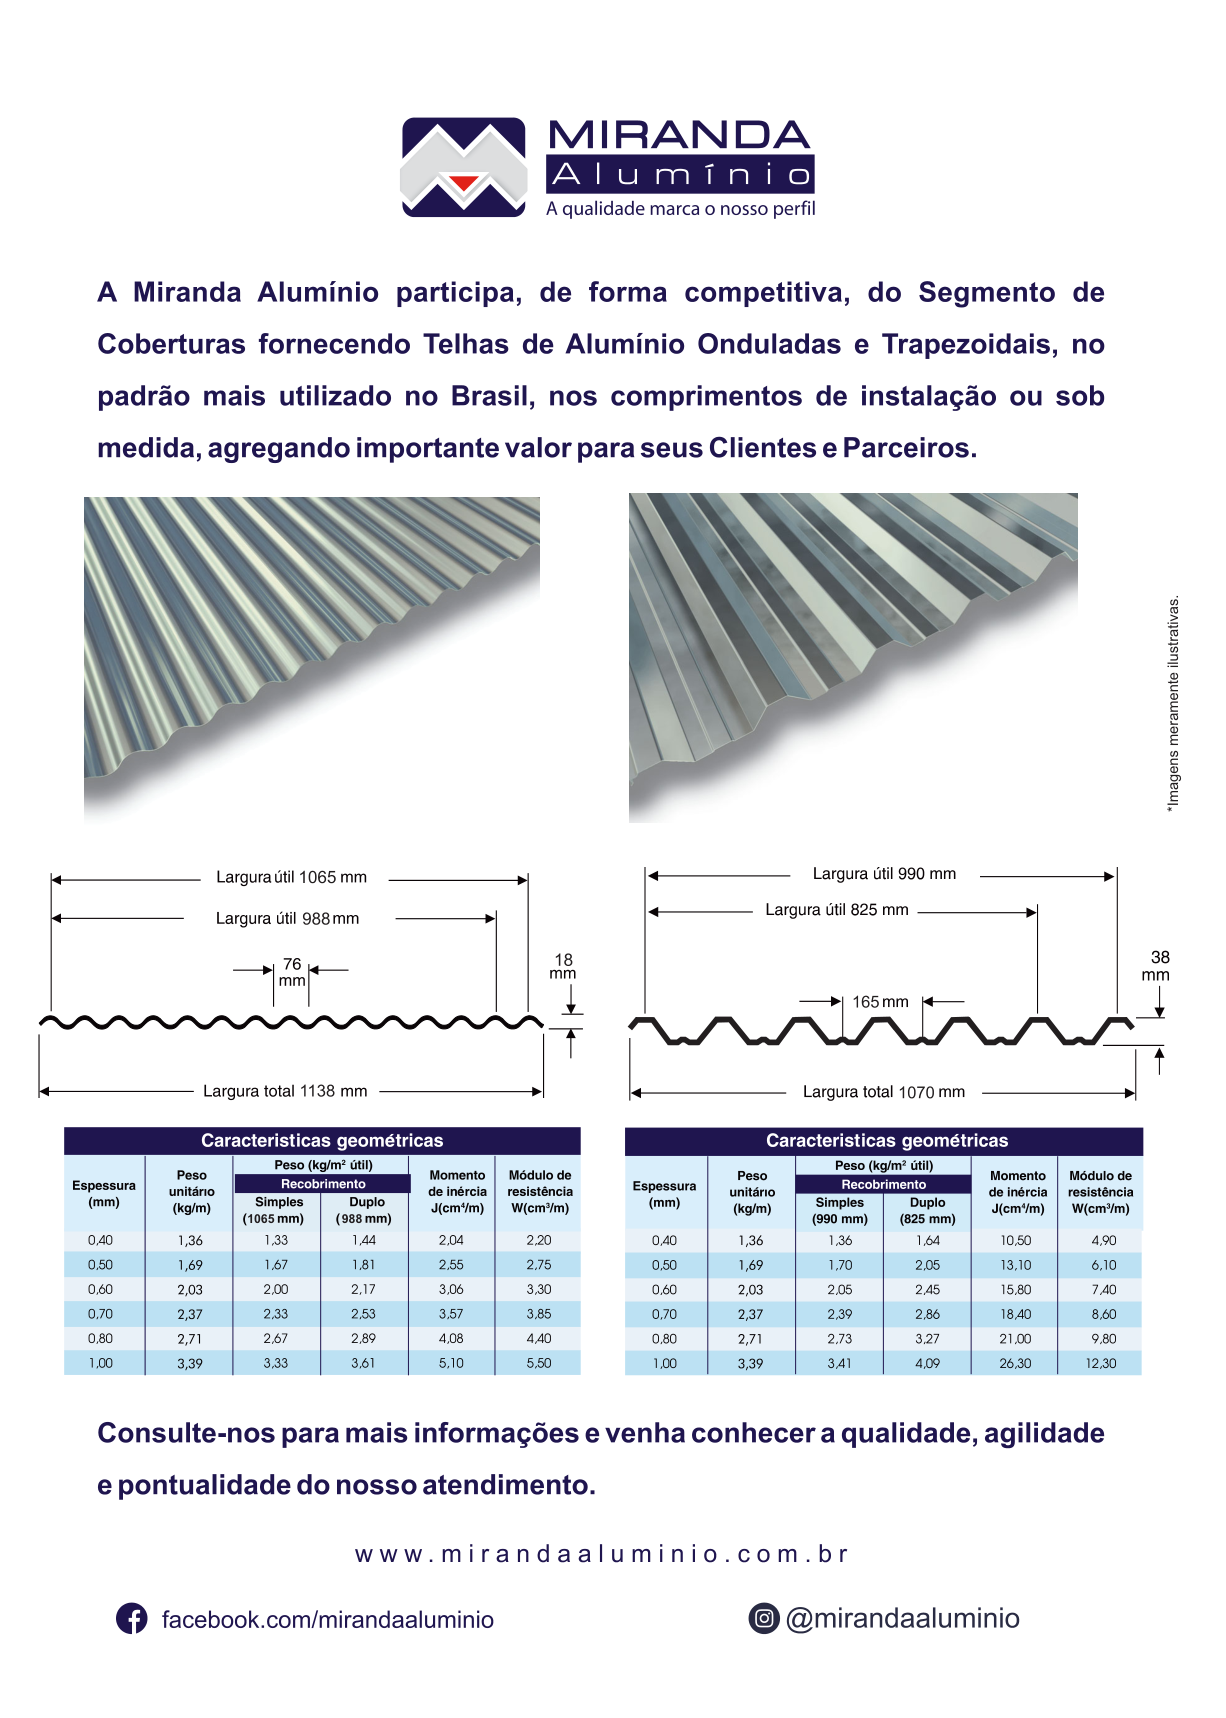 MIRANDA
Alumínio
A qualidade marca o nosso perfil
A Miranda Alumínio participa, de forma competitiva, do Segmento de
Coberturas fornecendo Telhas de Alumínio Onduladas e Trapezoidais, no
padrão mais utilizado no Brasil, nos comprimentos de instalação ou sob
medida, agregando importante valor para seus Clientes e Parceiros.
*Imagens meramente ilustrativas.
Largura útil 1065 mm
Largura útil 988 mm
76
mm
18
mm
Largura total 1138 mm
Largura útil 990 mm
Largura útil 825 mm
165 mm
38
mm
Largura total 1070 mm
Caracteristicas geométricas
Espessura
(mm)
Peso
unitárıo
(kg/m)
Peso (kg/m² útil)
Recobrimento
Simples
(1065 mm)
Duplo
(988 mm)
Momento
de inércia
J(cm⁴/m)
Módulo de
resistência
W(cm³/m)
0,40 1,36 1,33 1,44 2,04 2,20
0,50 1,69 1,67 1,81 2,55 2,75
0,60 2,03 2,00 2,17 3,06 3,30
0,70 2,37 2,33 2,53 3,57 3,85
0,80 2,71 2,67 2,89 4,08 4,40
1,00 3,39 3,33 3,61 5,10 5,50
Caracteristicas geométricas
Espessura
(mm)
Peso
unitárıo
(kg/m)
Peso (kg/m² útil)
Recobrimento
Simples
(990 mm)
Duplo
(825 mm)
Momento
de inércia
J(cm⁴/m)
Módulo de
resistência
W(cm³/m)
0,40 1,36 1,36 1,64 10,50 4,90
0,50 1,69 1,70 2,05 13,10 6,10
0,60 2,03 2,05 2,45 15,80 7,40
0,70 2,37 2,39 2,86 18,40 8,60
0,80 2,71 2,73 3,27 21,00 9,80
1,00 3,39 3,41 4,09 26,30 12,30
Consulte-nos para mais informações e venha conhecer a qualidade, agilidade
e pontualidade do nosso atendimento.
www.mirandaaluminio.com.br
facebook.com/mirandaaluminio
@mirandaaluminio